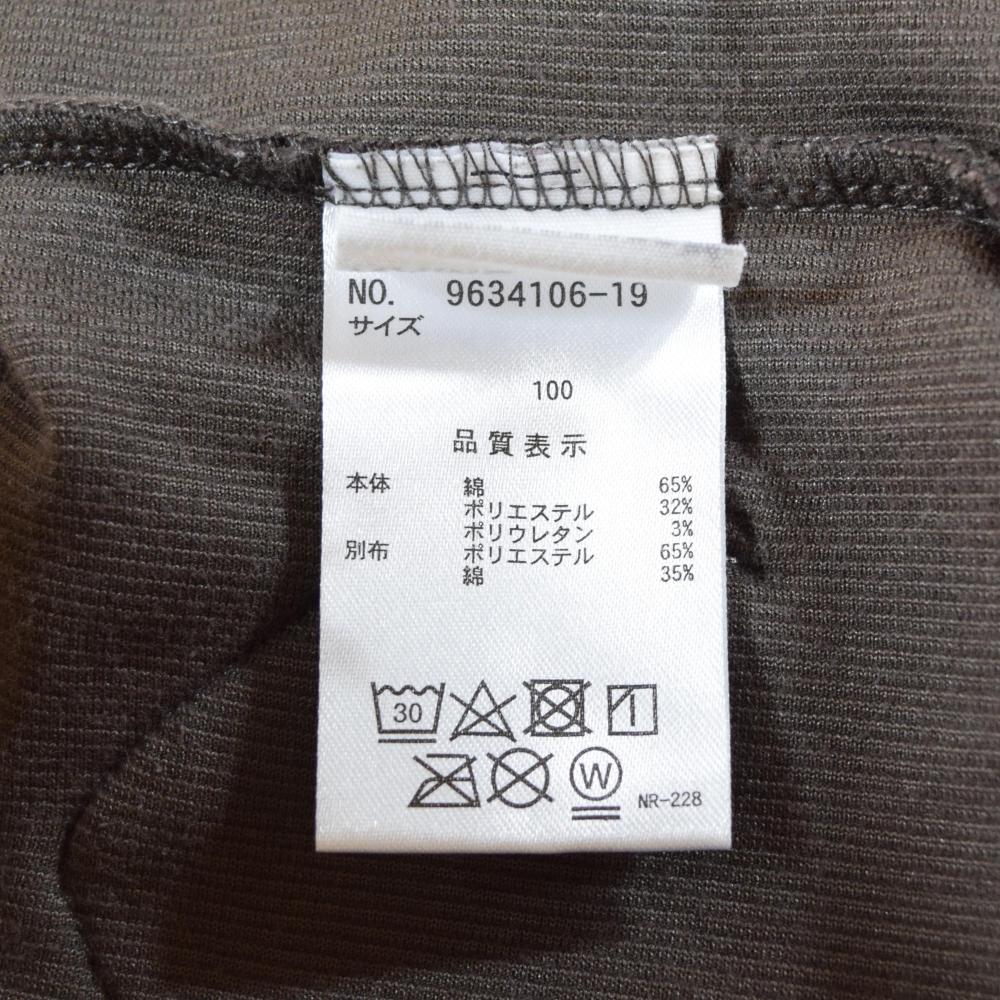 NO. 9634106-19
サイズ
100
品質表示
本体 綿 65%
ポリエステル 32%
ポリウレタン 3%
別布 ポリエステル 65%
綿 35%
30
W NR-228